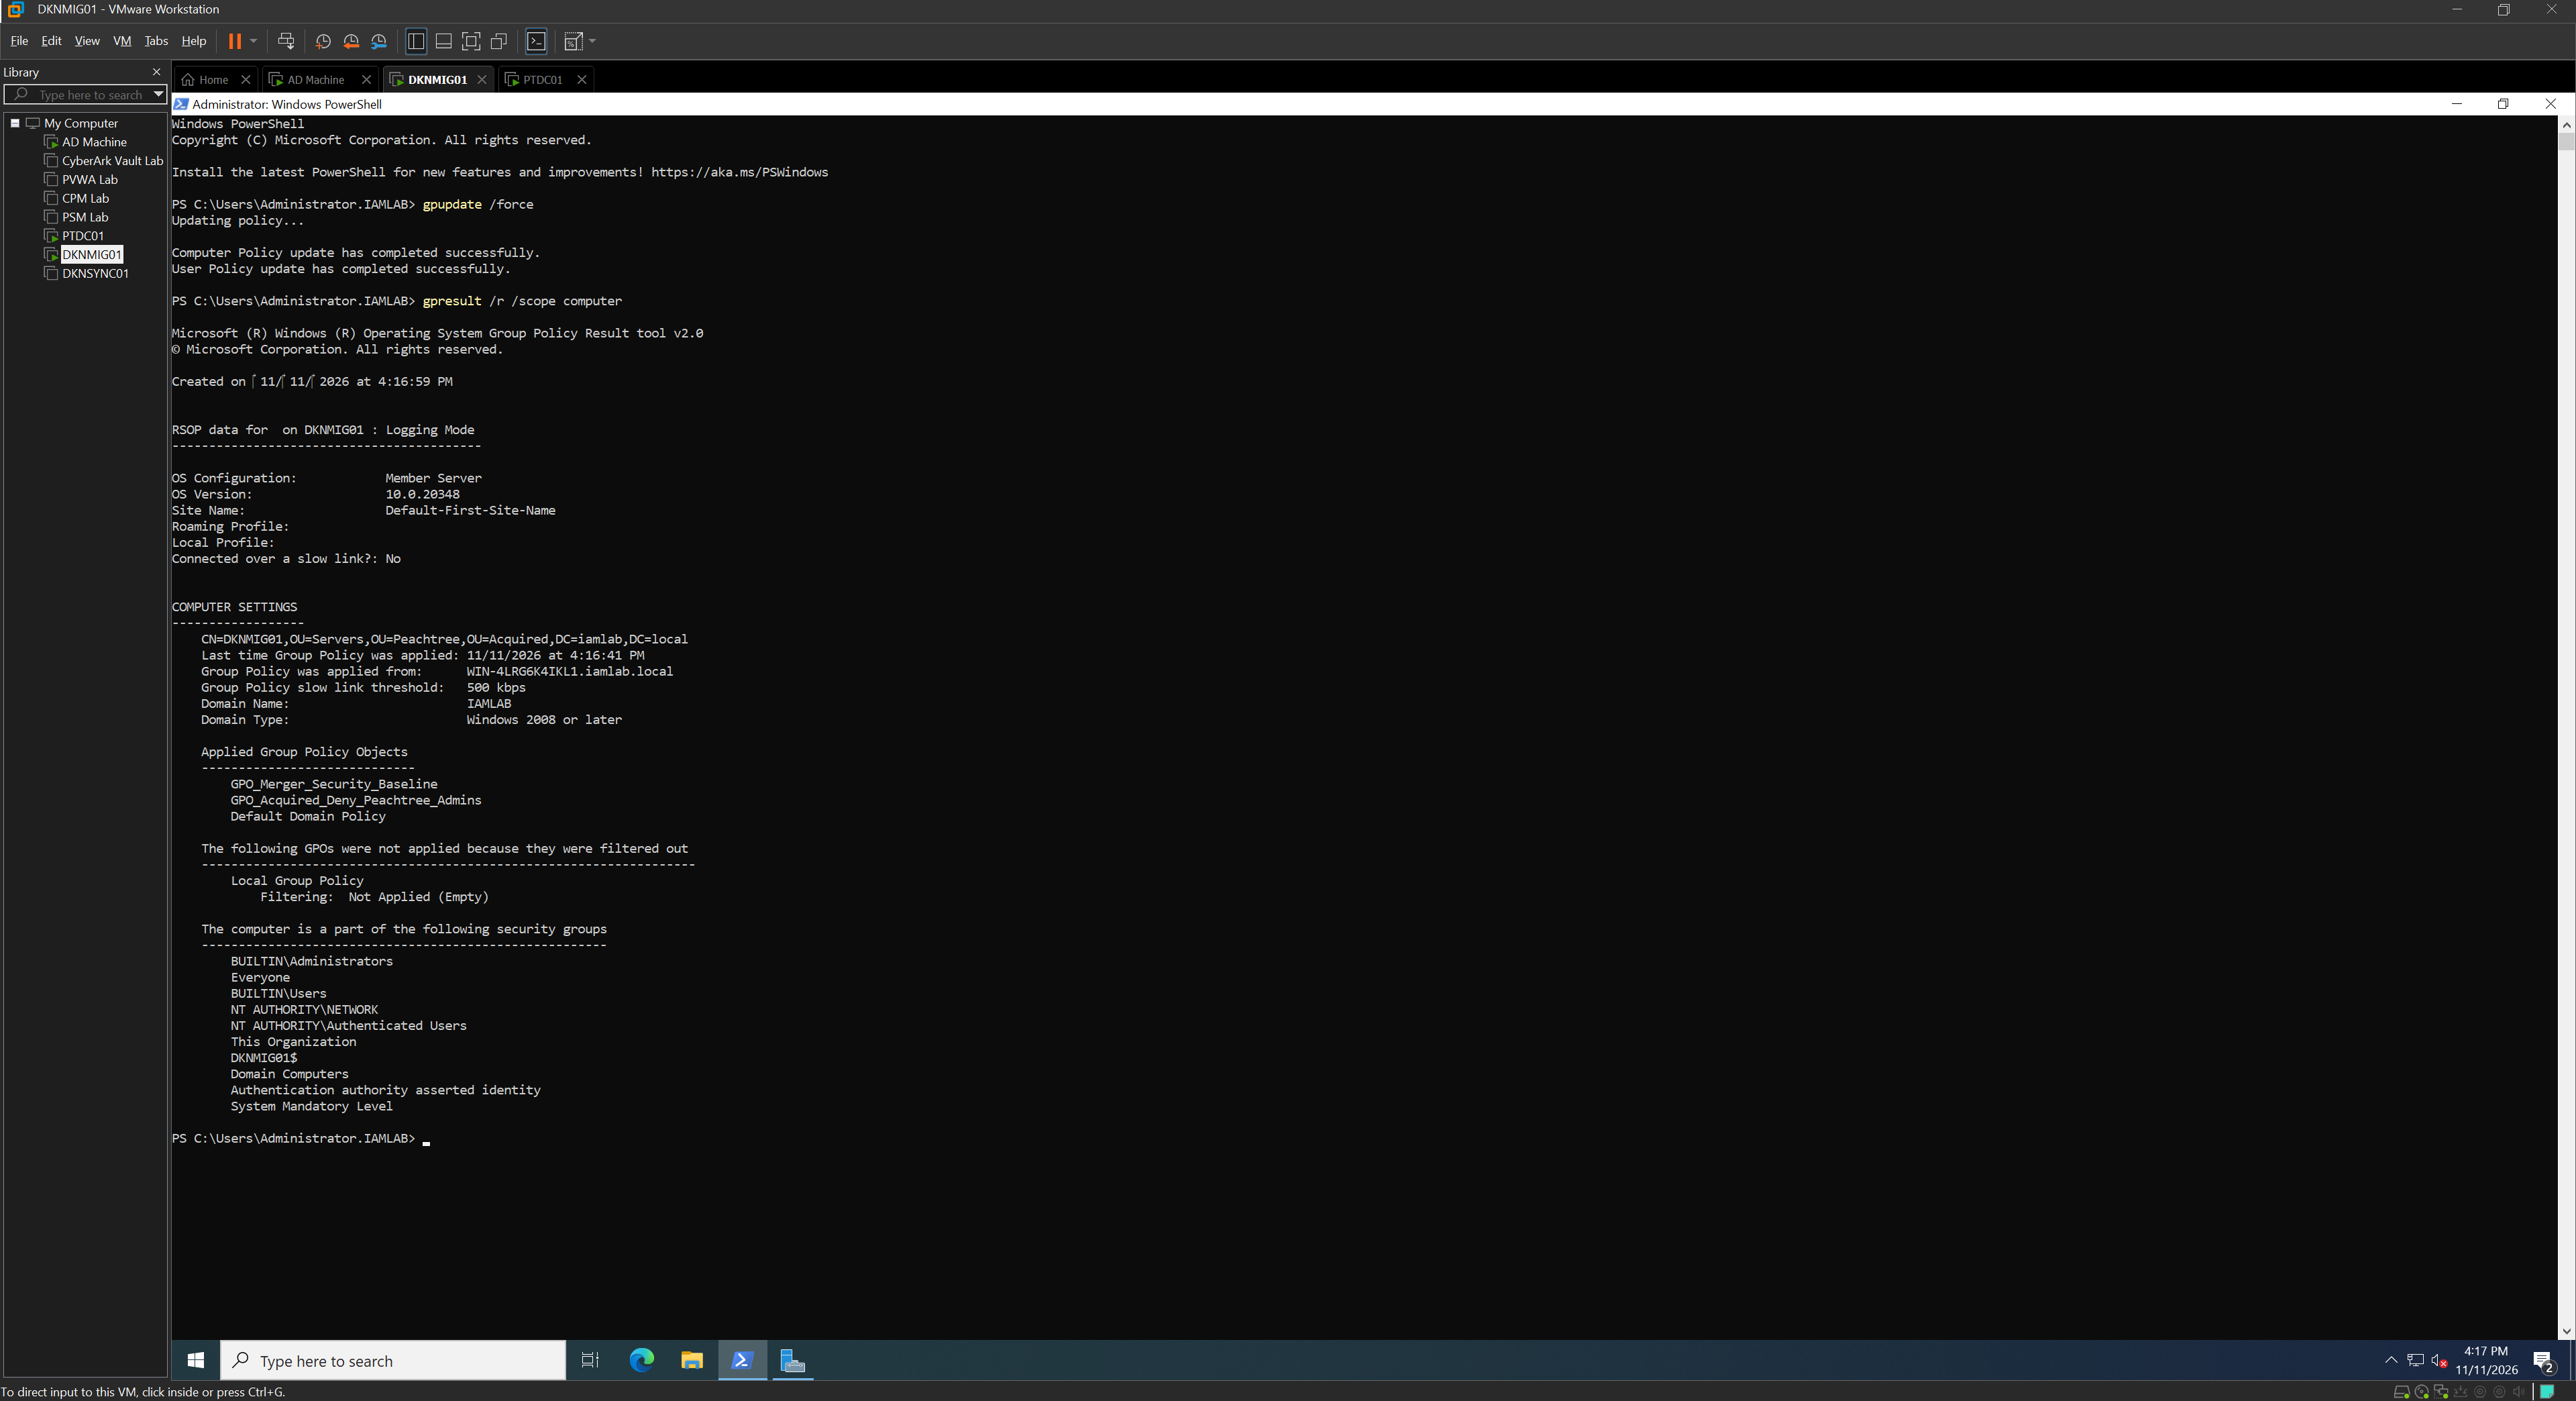 DKNMIG01 - VMware Workstation
File Edit View VM Tabs Help
Library
Type here to search
My Computer
AD Machine
CyberArk Vault Lab
PVWA Lab
CPM Lab
PSM Lab
PTDC01
DKNMIG01
DKNSYNC01
Home AD Machine DKNMIG01 PTDC01
Administrator: Windows PowerShell
Windows PowerShell
Copyright (C) Microsoft Corporation. All rights reserved.
Install the latest PowerShell for new features and improvements! https://aka.ms/PSWindows
PS C:\Users\Administrator.IAMLAB> gpupdate /force
Updating policy...
Computer Policy update has completed successfully.
User Policy update has completed successfully.
PS C:\Users\Administrator.IAMLAB> gpresult /r /scope computer
Microsoft (R) Windows (R) Operating System Group Policy Result tool v2.0
© Microsoft Corporation. All rights reserved.
Created on 11/ 11/ 2026 at 4:16:59 PM
RSOP data for  on DKNMIG01 : Logging Mode
------------------------------------------
OS Configuration:            Member Server
OS Version:                  10.0.20348
Site Name:                   Default-First-Site-Name
Roaming Profile:
Local Profile:
Connected over a slow link?: No
COMPUTER SETTINGS
------------------
CN=DKNMIG01,OU=Servers,OU=Peachtree,OU=Acquired,DC=iamlab,DC=local
Last time Group Policy was applied: 11/11/2026 at 4:16:41 PM
Group Policy was applied from:      WIN-4LRG6K4IKL1.iamlab.local
Group Policy slow link threshold:   500 kbps
Domain Name:                        IAMLAB
Domain Type:                        Windows 2008 or later
Applied Group Policy Objects
-----------------------------
GPO_Merger_Security_Baseline
GPO_Acquired_Deny_Peachtree_Admins
Default Domain Policy
The following GPOs were not applied because they were filtered out
-------------------------------------------------------------------
Local Group Policy
Filtering:  Not Applied (Empty)
The computer is a part of the following security groups
-------------------------------------------------------
BUILTIN\Administrators
Everyone
BUILTIN\Users
NT AUTHORITY\NETWORK
NT AUTHORITY\Authenticated Users
This Organization
DKNMIG01$
Domain Computers
Authentication authority asserted identity
System Mandatory Level
PS C:\Users\Administrator.IAMLAB> _
Type here to search
4:17 PM
11/11/2026
2
To direct input to this VM, click inside or press Ctrl+G.